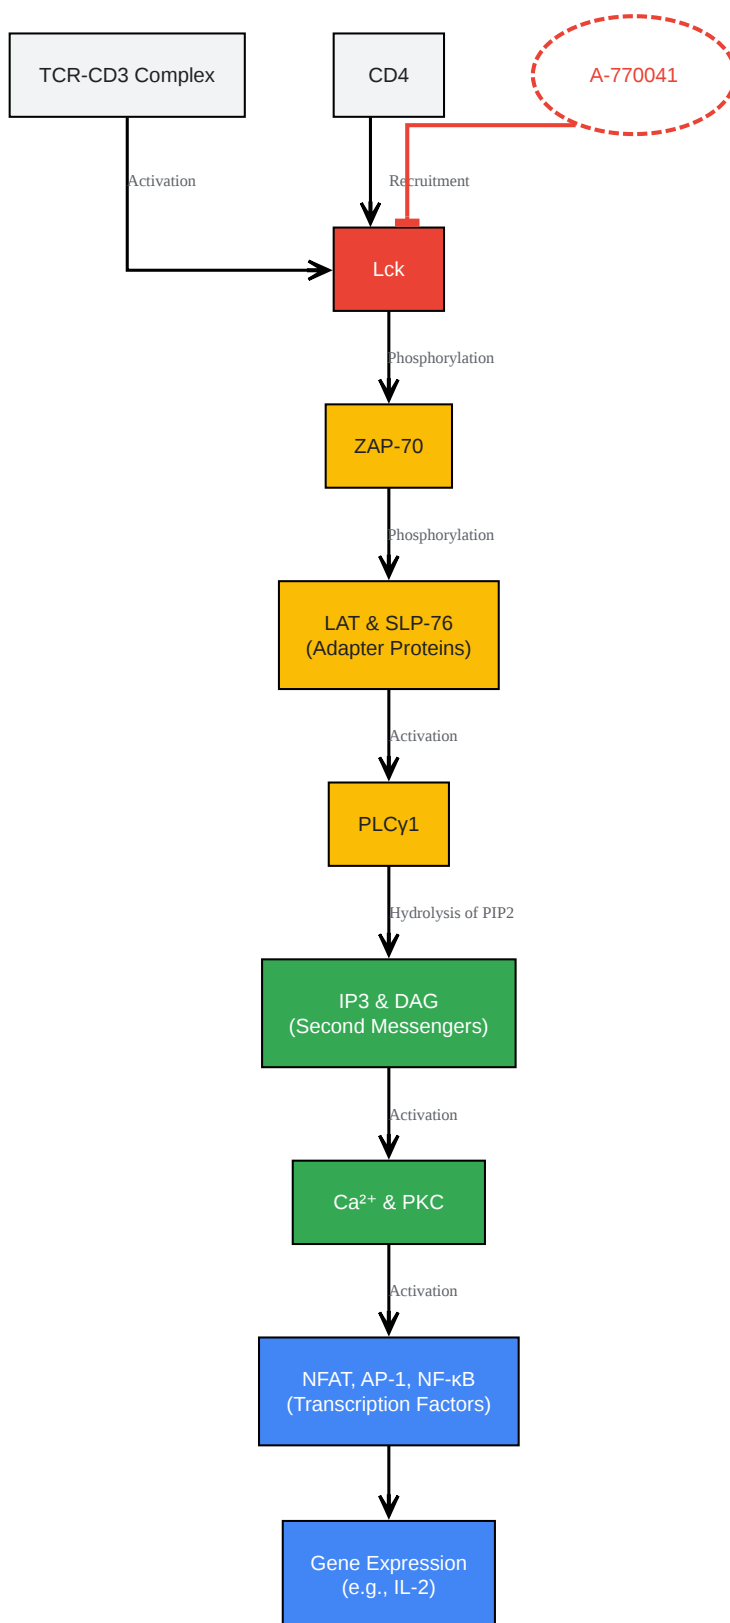 TCR-CD3 Complex
CD4
A-770041
Activation
Recruitment
Lck
Phosphorylation
ZAP-70
Phosphorylation
LAT & SLP-76
(Adapter Proteins)
Activation
PLCγ1
Hydrolysis of PIP2
IP3 & DAG
(Second Messengers)
Activation
Ca²⁺ & PKC
Activation
NFAT, AP-1, NF-κB
(Transcription Factors)
Gene Expression
(e.g., IL-2)